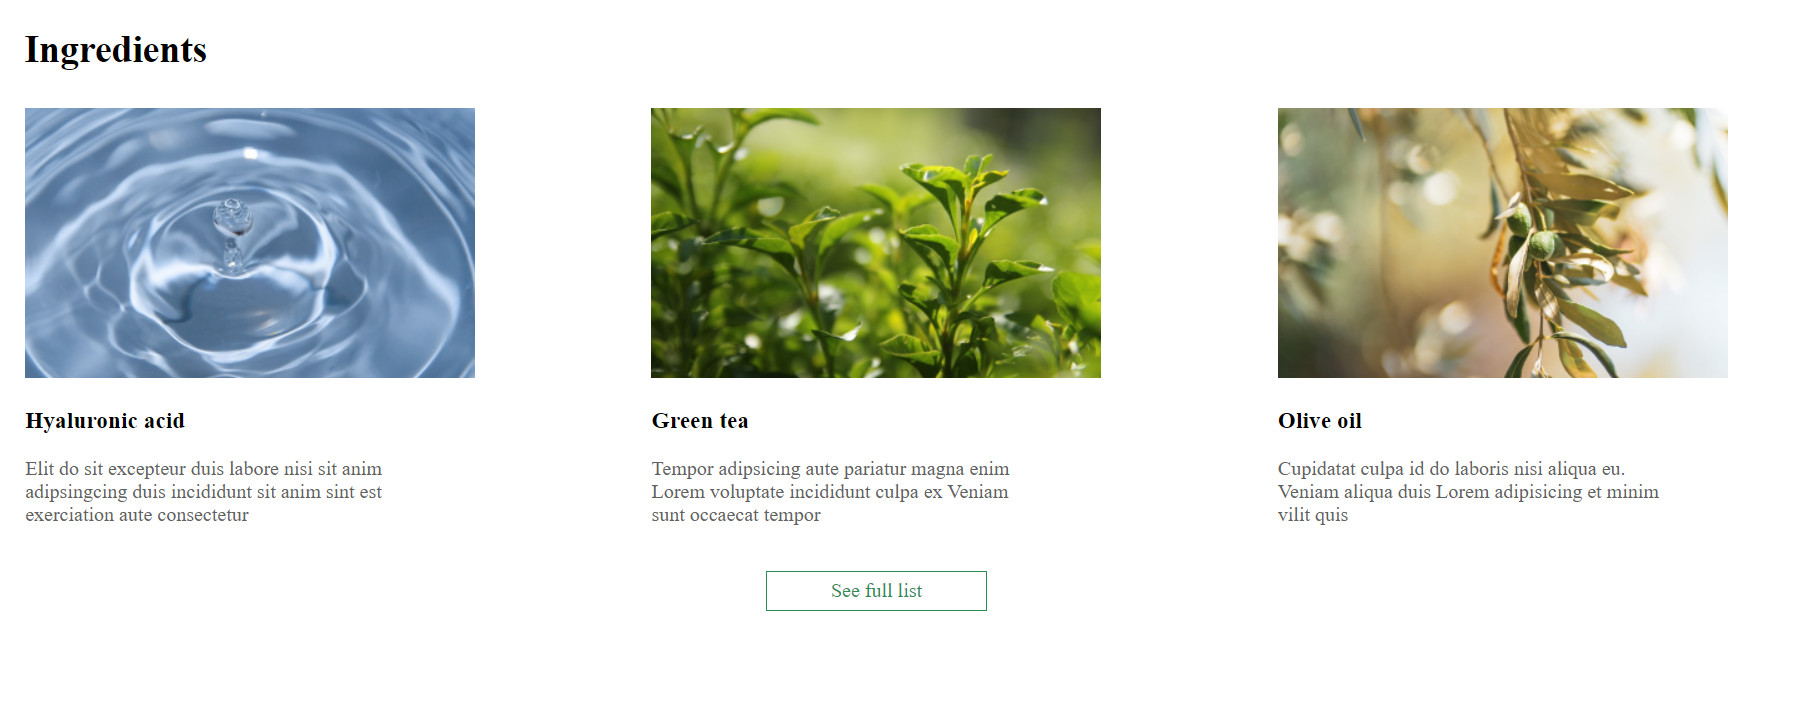 Ingredients
Hyaluronic acid
Elit do sit excepteur duis labore nisi sit anim
adipsingcing duis incididunt sit anim sint est
exerciation aute consectetur
Green tea
Tempor adipsicing aute pariatur magna enim
Lorem voluptate incididunt culpa ex Veniam
sunt occaecat tempor
Olive oil
Cupidatat culpa id do laboris nisi aliqua eu.
Veniam aliqua duis Lorem adipisicing et minim
vilit quis
See full list